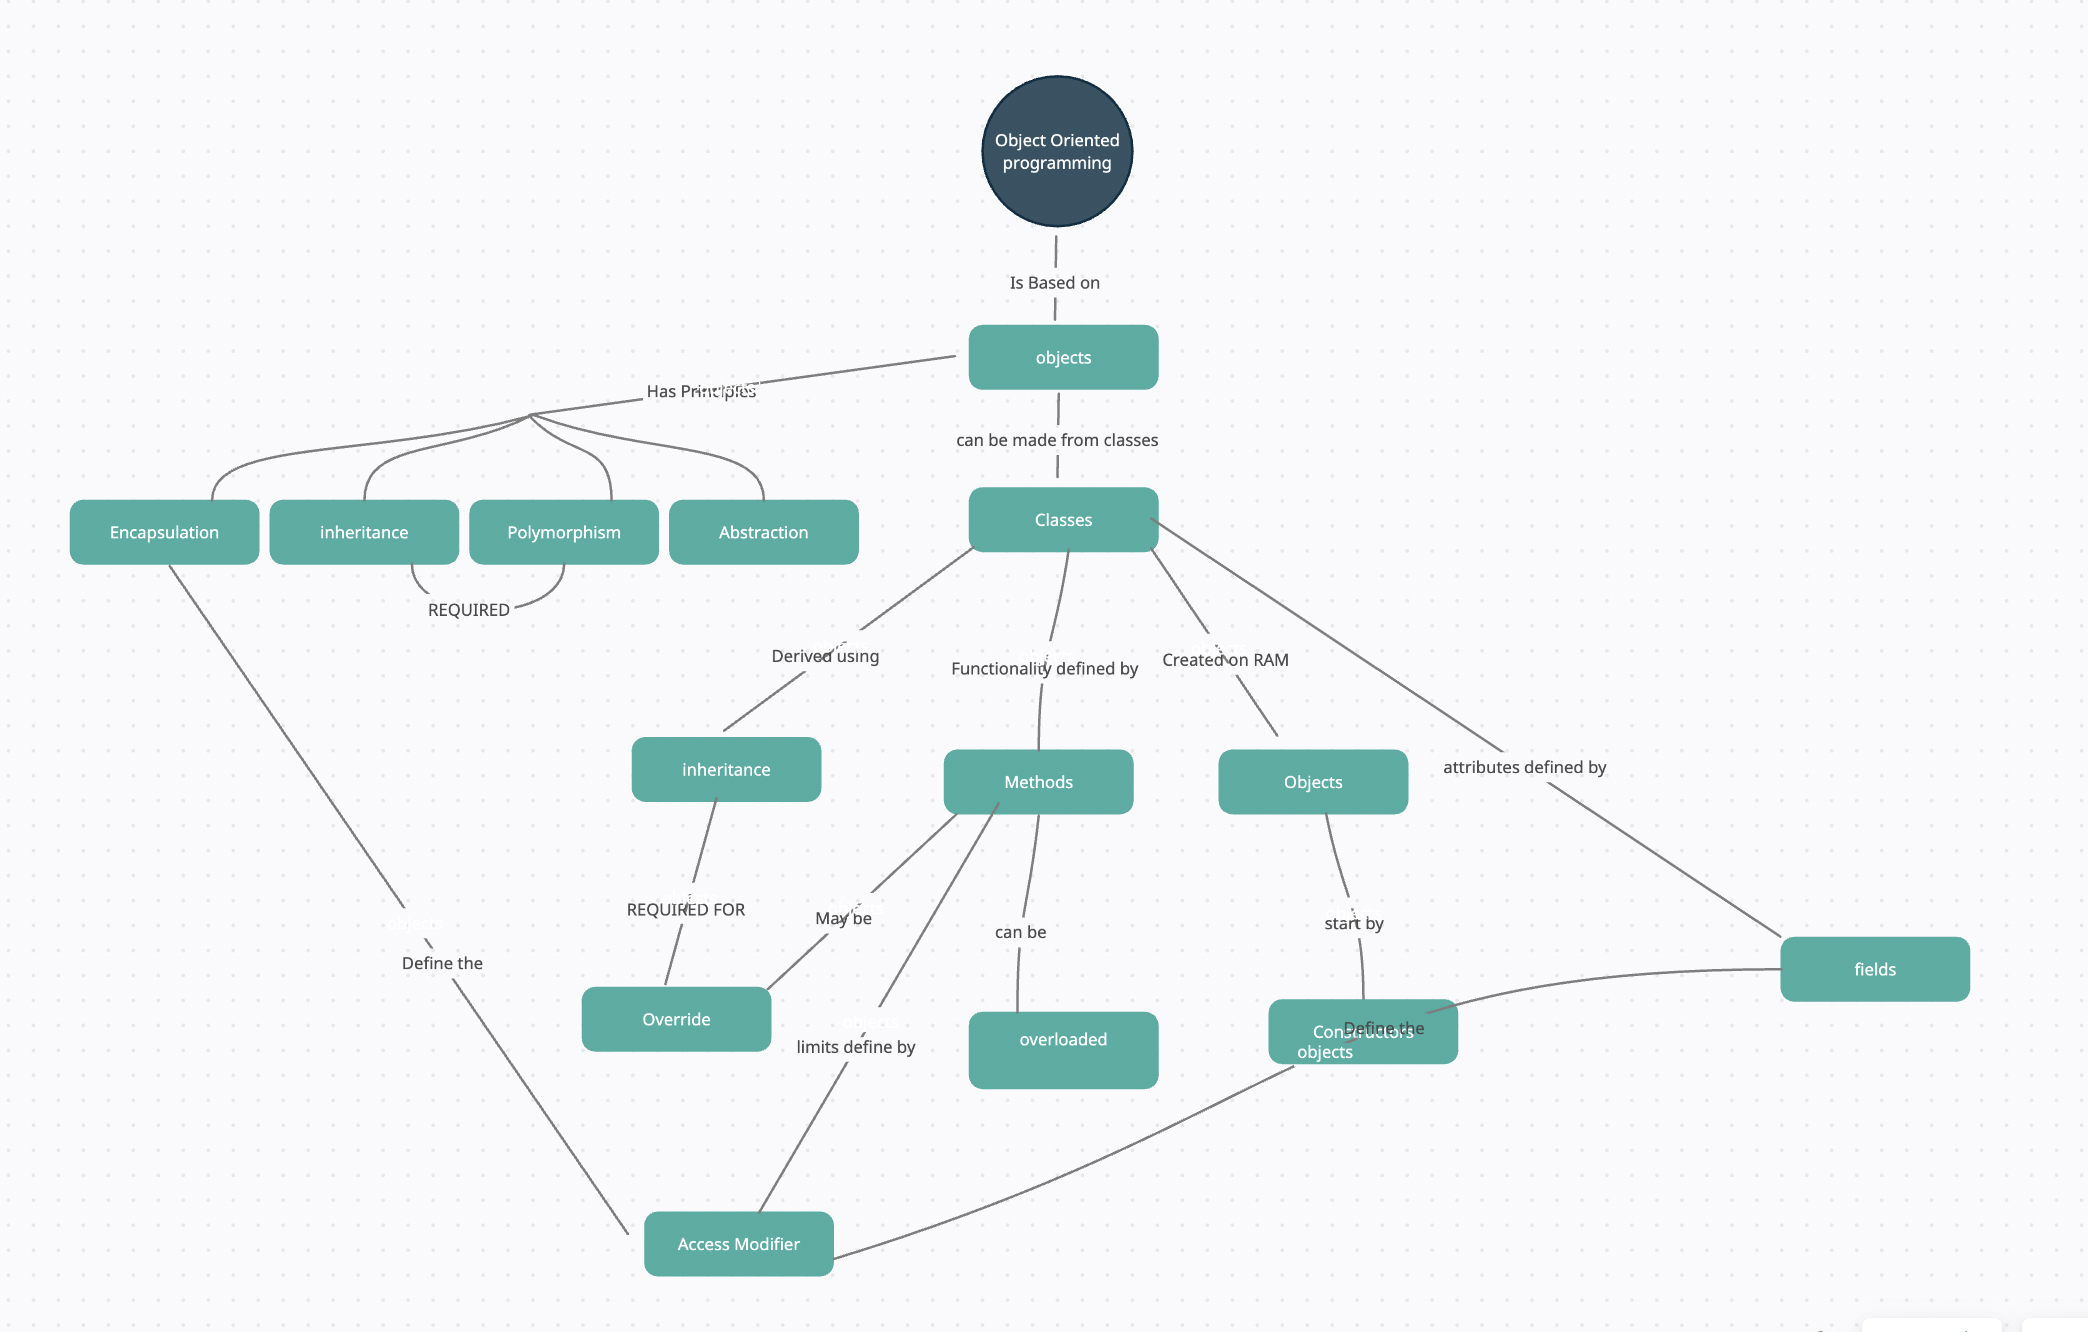 Object Oriented
programming
Is Based on
objects
Has Principles
can be made from classes
Encapsulation
inheritance
Polymorphism
Abstraction
Classes
REQUIRED
Derived using
Functionality defined by
Created on RAM
attributes defined by
inheritance
Methods
Objects
REQUIRED FOR
May be
can be
start by
objects
Define the
fields
Override
limits define by
objects
overloaded
Constructors
Define the
objects
Access Modifier